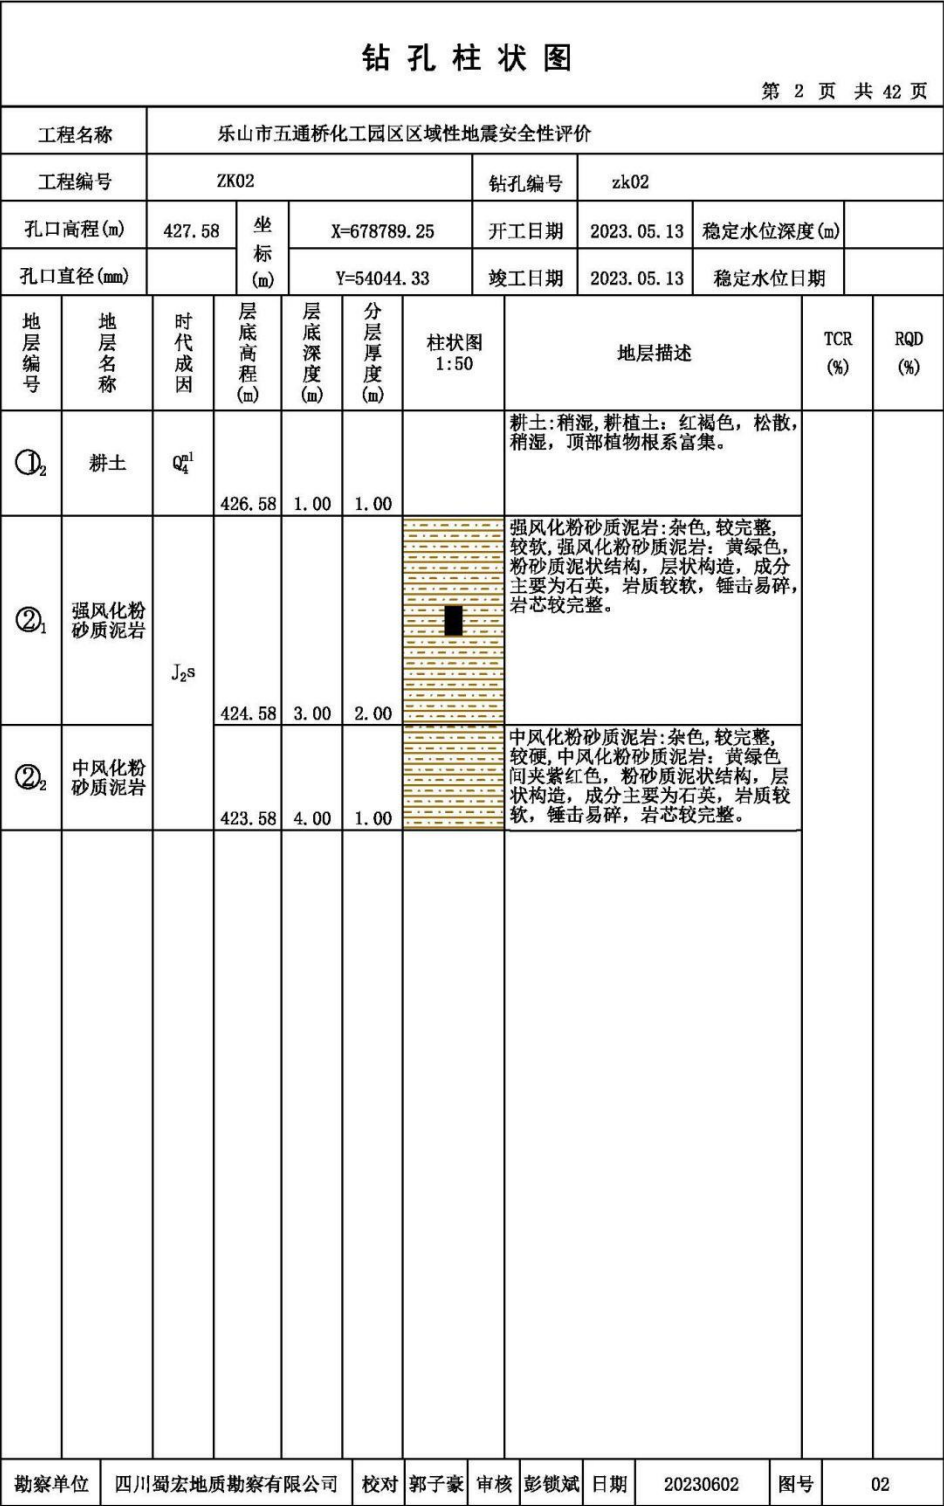 钻孔柱状图
第 2 页 共 42 页
工程名称 乐山市五通桥化工园区区域性地震安全性评价
工程编号 ZK02 钻孔编号 zk02
孔口高程(m) 427.58 坐标(m) X=678789.25 开工日期 2023.05.13 稳定水位深度(m)
孔口直径(mm) Y=54044.33 竣工日期 2023.05.13 稳定水位日期
地层编号 地层名称 时代成因 层底高程(m) 层底深度(m) 分层厚度(m) 柱状图 1:50 地层描述 TCR (%) RQD (%)
①₂ 耕土 Q₄ᵐˡ 426.58 1.00 1.00
耕土:稍湿,耕植土：红褐色，松散，
稍湿，顶部植物根系富集。
②₁ 强风化粉
砂质泥岩
J₂s
424.58 3.00 2.00
强风化粉砂质泥岩:杂色,较完整,
较软,强风化粉砂质泥岩：黄绿色，
粉砂质泥状结构，层状构造，成分
主要为石英，岩质较软，锤击易碎，
岩芯较完整。
②₂ 中风化粉
砂质泥岩
423.58 4.00 1.00
中风化粉砂质泥岩:杂色,较完整,
较硬,中风化粉砂质泥岩：黄绿色
间夹紫红色，粉砂质泥状结构，层
状构造，成分主要为石英，岩质较
软，锤击易碎，岩芯较完整。
勘察单位 四川蜀宏地质勘察有限公司 校对 郭子豪 审核 彭锁斌 日期 20230602 图号 02